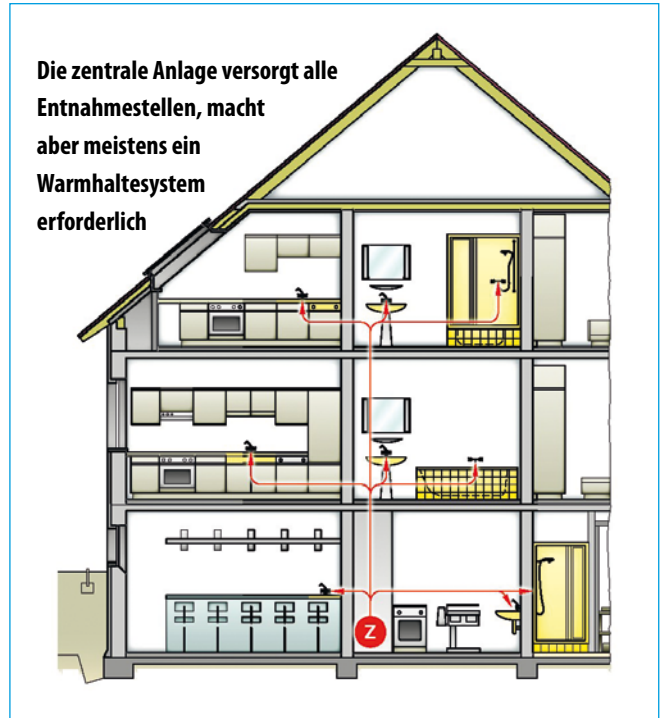 Die zentrale Anlage versorgt alle
Entnahmestellen, macht
aber meistens ein
Warmhaltesystem
erforderlich
Z